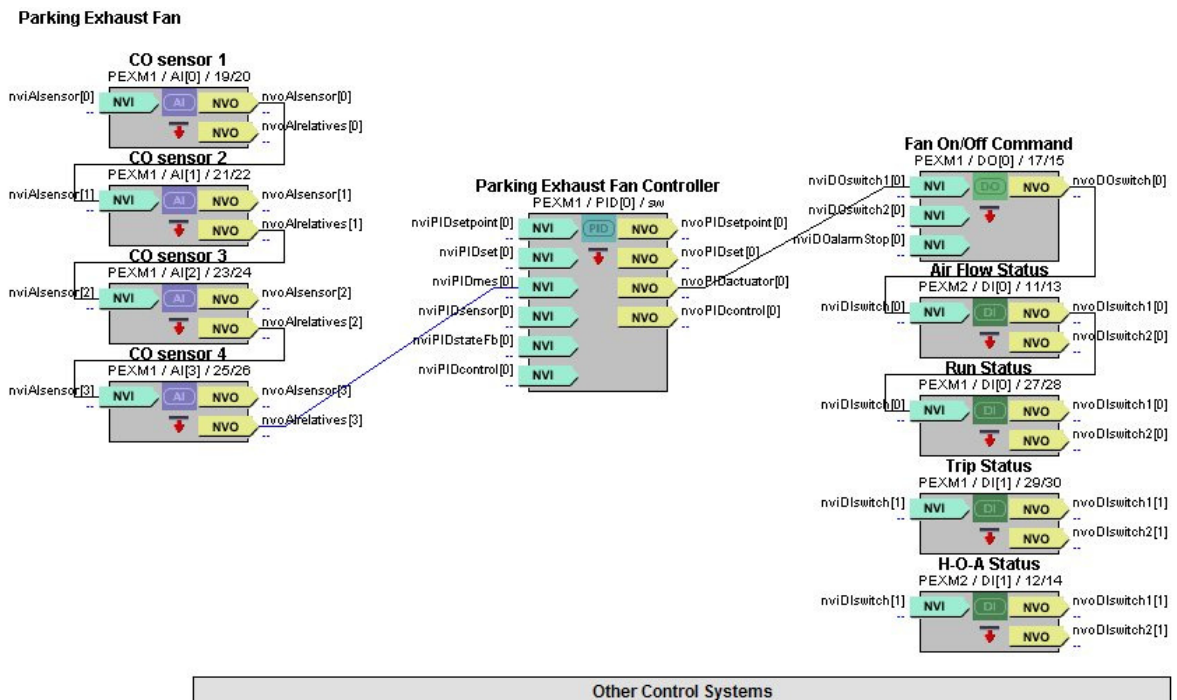 Parking Exhaust Fan
CO sensor 1
PEXM1 / AI[0] / 19/20
nviAIsensor[0] NVI AI NVO nvoAIsensor[0]
NVO nvoAIrelatives[0]
CO sensor 2
PEXM1 / AI[1] / 21/22
nviAIsensor[1] NVI AI NVO nvoAIsensor[1]
NVO nvoAIrelatives[1]
CO sensor 3
PEXM1 / AI[2] / 23/24
nviAIsensor[2] NVI AI NVO nvoAIsensor[2]
NVO nvoAIrelatives[2]
CO sensor 4
PEXM1 / AI[3] / 25/26
nviAIsensor[3] NVI AI NVO nvoAIsensor[3]
NVO nvoAIrelatives[3]
Parking Exhaust Fan Controller
PEXM1 / PID[0] / sw
nviPIDsetpoint[0] NVI PID NVO nvoPIDsetpoint[0]
nviPIDset[0] NVI NVO nvoPIDset[0]
nviPIDmes[0] NVI NVO nvoPIDactuator[0]
nviPIDsensor[0] NVI NVO nvoPIDcontrol[0]
nviPIDstateFb[0] NVI
nviPIDcontrol[0] NVI
Fan On/Off Command
PEXM1 / DO[0] / 17/15
nviDOswitch1[0] NVI DO NVO nvoDOswitch[0]
nviDOswitch2[0] NVI
nviDOalarmStop[0] NVI
Air Flow Status
PEXM2 / DI[0] / 11/13
nviDIswitch[0] NVI DI NVO nvoDIswitch1[0]
NVO nvoDIswitch2[0]
Run Status
PEXM1 / DI[0] / 27/28
nviDIswitch[0] NVI DI NVO nvoDIswitch1[0]
NVO nvoDIswitch2[0]
Trip Status
PEXM1 / DI[1] / 29/30
nviDIswitch[1] NVI DI NVO nvoDIswitch1[1]
NVO nvoDIswitch2[1]
H-O-A Status
PEXM2 / DI[1] / 12/14
nviDIswitch[1] NVI DI NVO nvoDIswitch1[1]
NVO nvoDIswitch2[1]
Other Control Systems